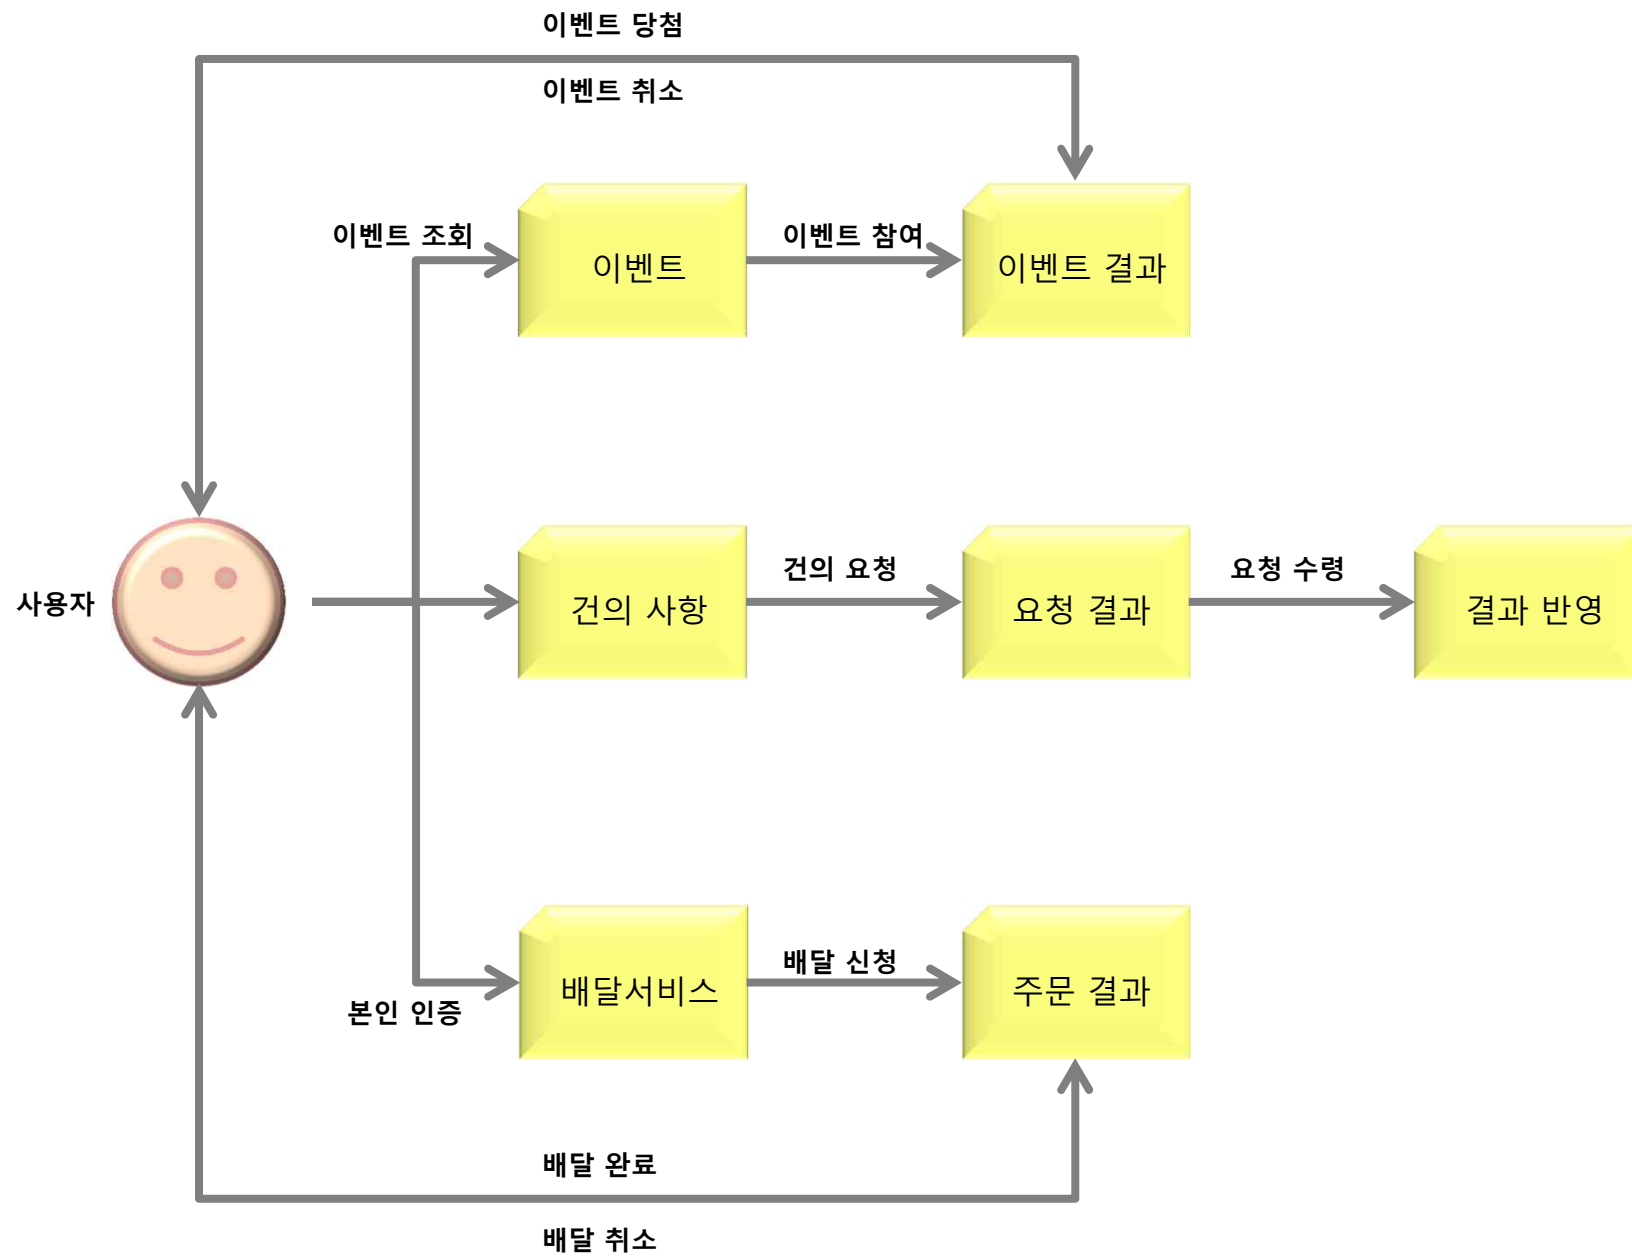 이벤트 당첨
이벤트 취소
이벤트 조회
이벤트
이벤트 참여
이벤트 결과
사용자
건의 사항
건의 요청
요청 결과
요청 수령
결과 반영
본인 인증
배달서비스
배달 신청
주문 결과
배달 완료
배달 취소